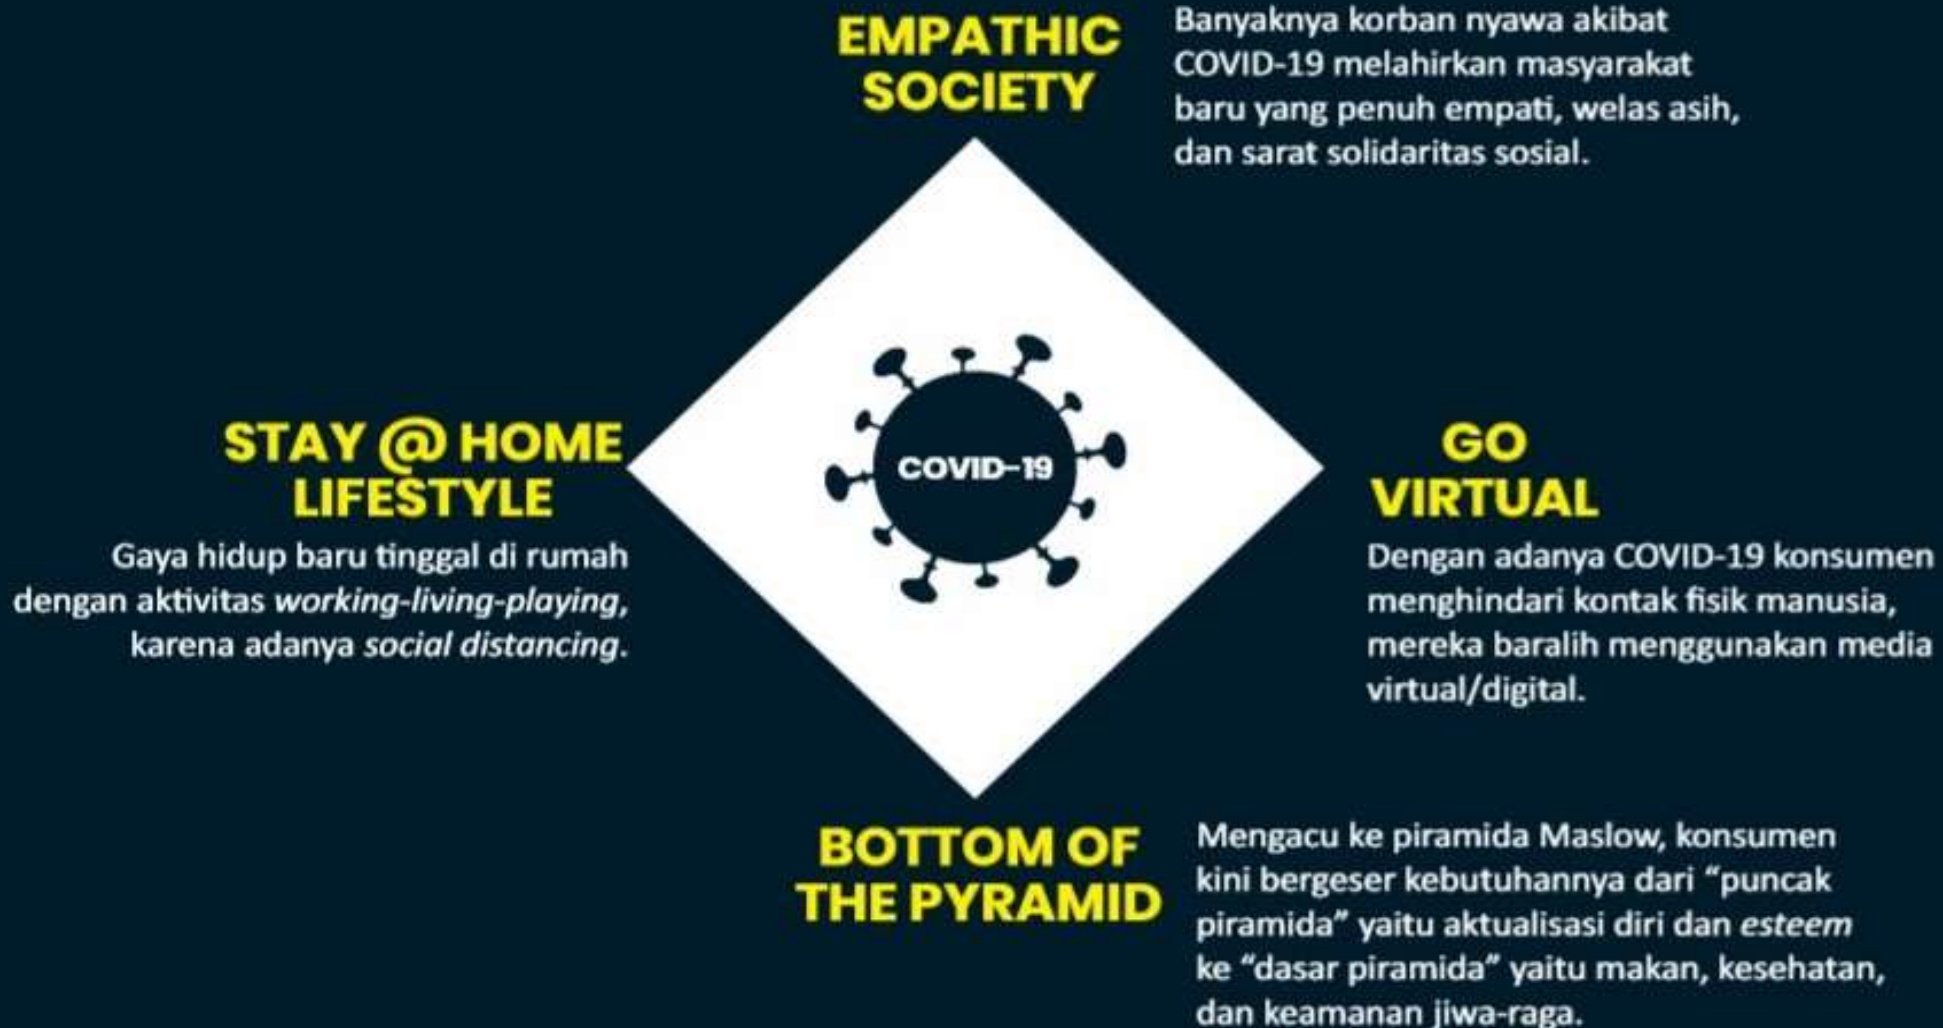 EMPATHIC
SOCIETY
Banyaknya korban nyawa akibat
COVID-19 melahirkan masyarakat
baru yang penuh empati, welas asih,
dan sarat solidaritas sosial.
STAY @ HOME
LIFESTYLE
Gaya hidup baru tinggal di rumah
dengan aktivitas working-living-playing,
karena adanya social distancing.
COVID-19
GO
VIRTUAL
Dengan adanya COVID-19 konsumen
menghindari kontak fisik manusia,
mereka baralih menggunakan media
virtual/digital.
BOTTOM OF
THE PYRAMID
Mengacu ke piramida Maslow, konsumen
kini bergeser kebutuhannya dari “puncak
piramida” yaitu aktualisasi diri dan esteem
ke “dasar piramida” yaitu makan, kesehatan,
dan keamanan jiwa-raga.